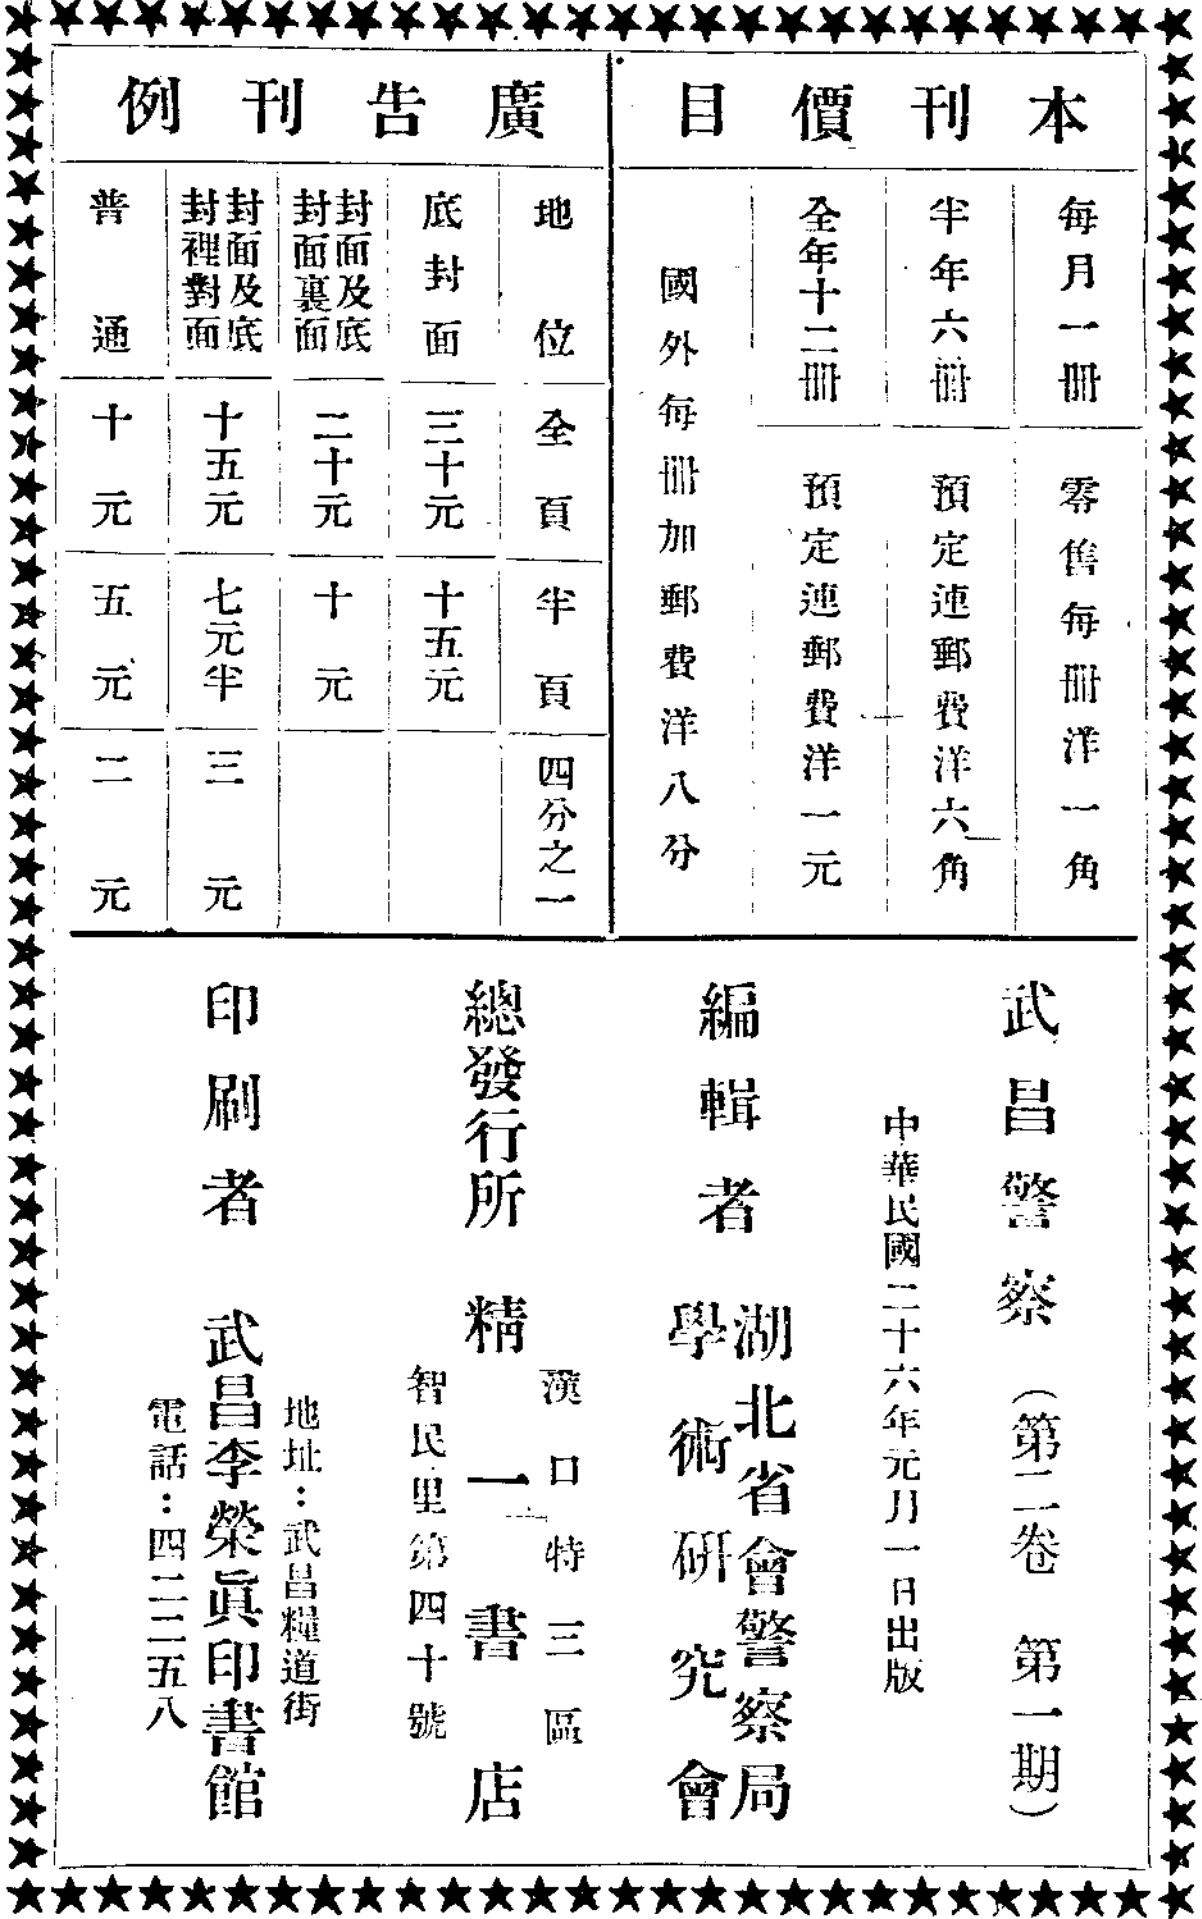 本刊價目
每月一冊 零售每冊洋一角
半年六冊 預定連郵費洋六角
全年十二冊 預定連郵費洋一元
國外每冊加郵費洋八分
廣告刊例
地位 全頁 半頁 四分之一
底封面 三十元 十五元
封面及底封面裏面 二十元 十元
封面及底封裡對面 十五元 七元半 三元
普通 十元 五元 二元
武昌警察（第二卷 第一期）
中華民國二十六年元月一日出版
編輯者 湖北省會警察局學術研究會
總發行所 精一書店
漢口特三區
智民里第四十號
印刷者 武昌李榮眞印書館
地址：武昌糧道街
電話：四二二五八